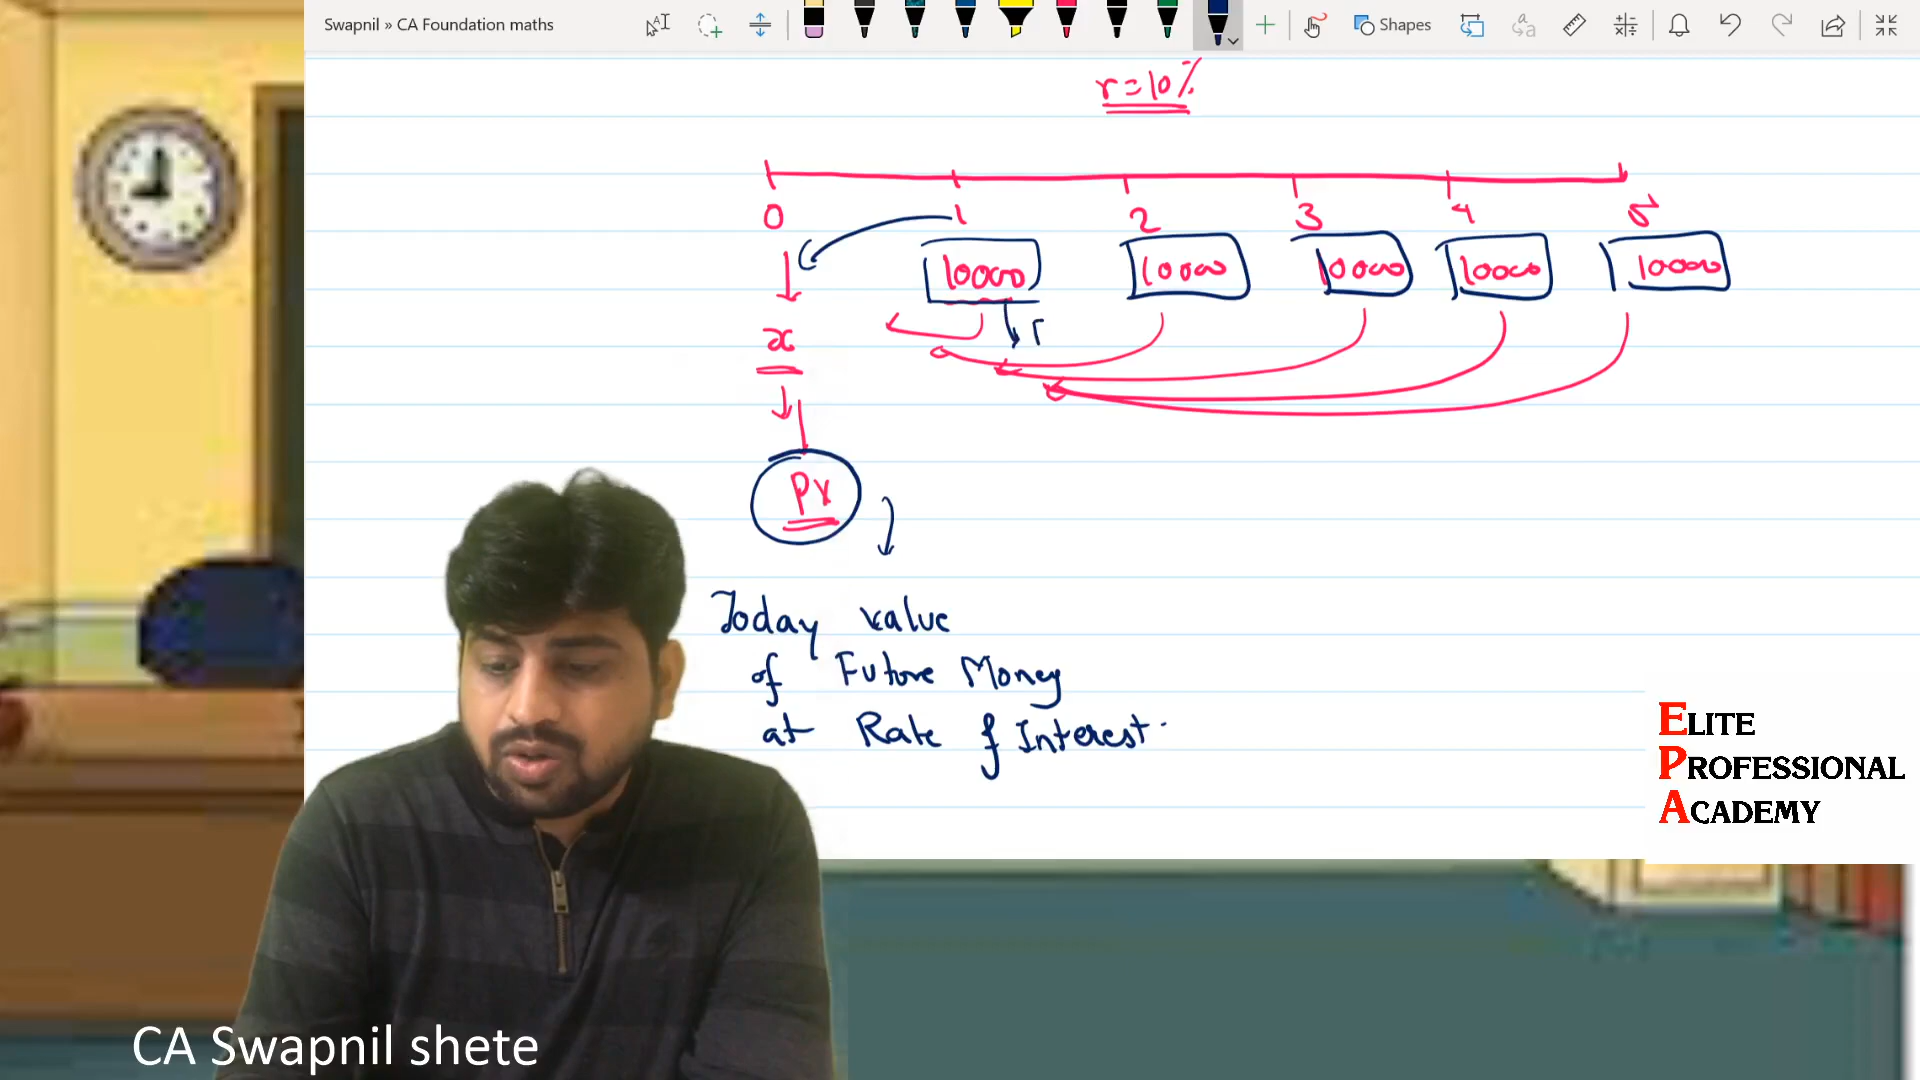 Swapnil » CA Foundation maths
Shapes
r=10%
0 1 2 3 4 5
10000 10000 10000 10000 10000
r
x
PV
Today value
of Future Money
at Rate of Interest.
ELITE
PROFESSIONAL
ACADEMY
CA Swapnil shete